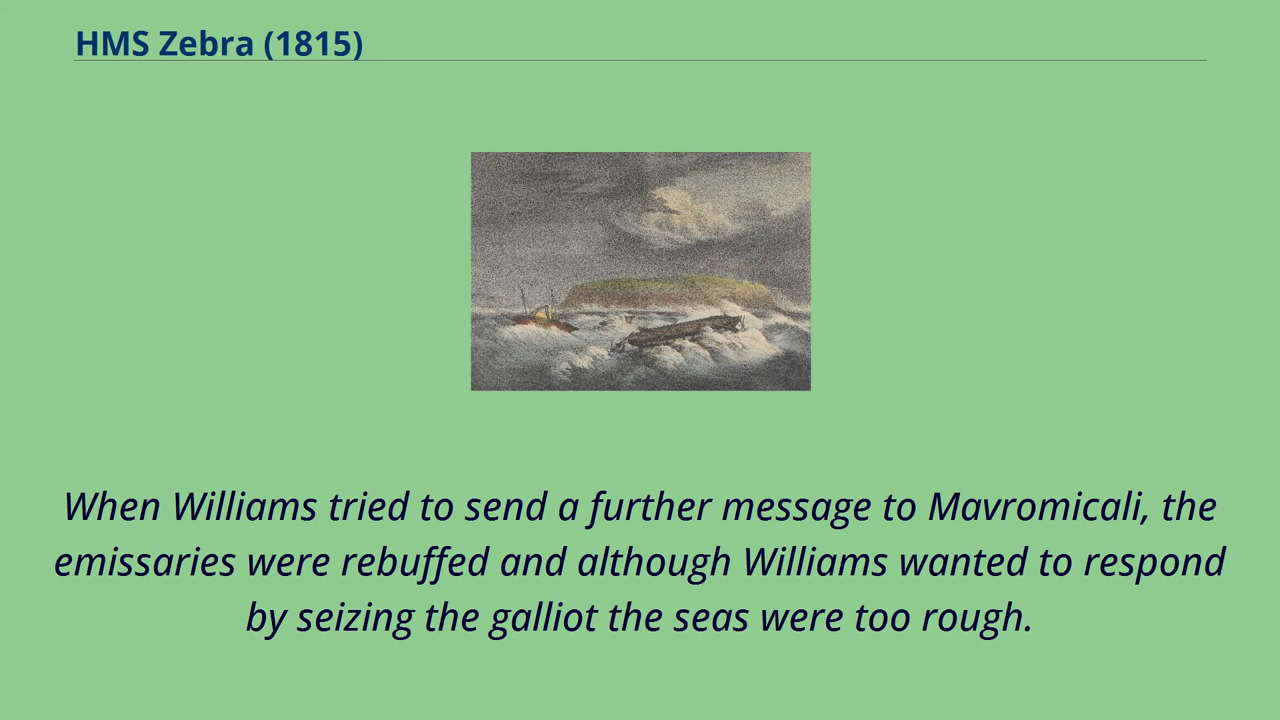 HMS Zebra (1815)
When Williams tried to send a further message to Mavromicali, the
emissaries were rebuffed and although Williams wanted to respond
by seizing the galliot the seas were too rough.